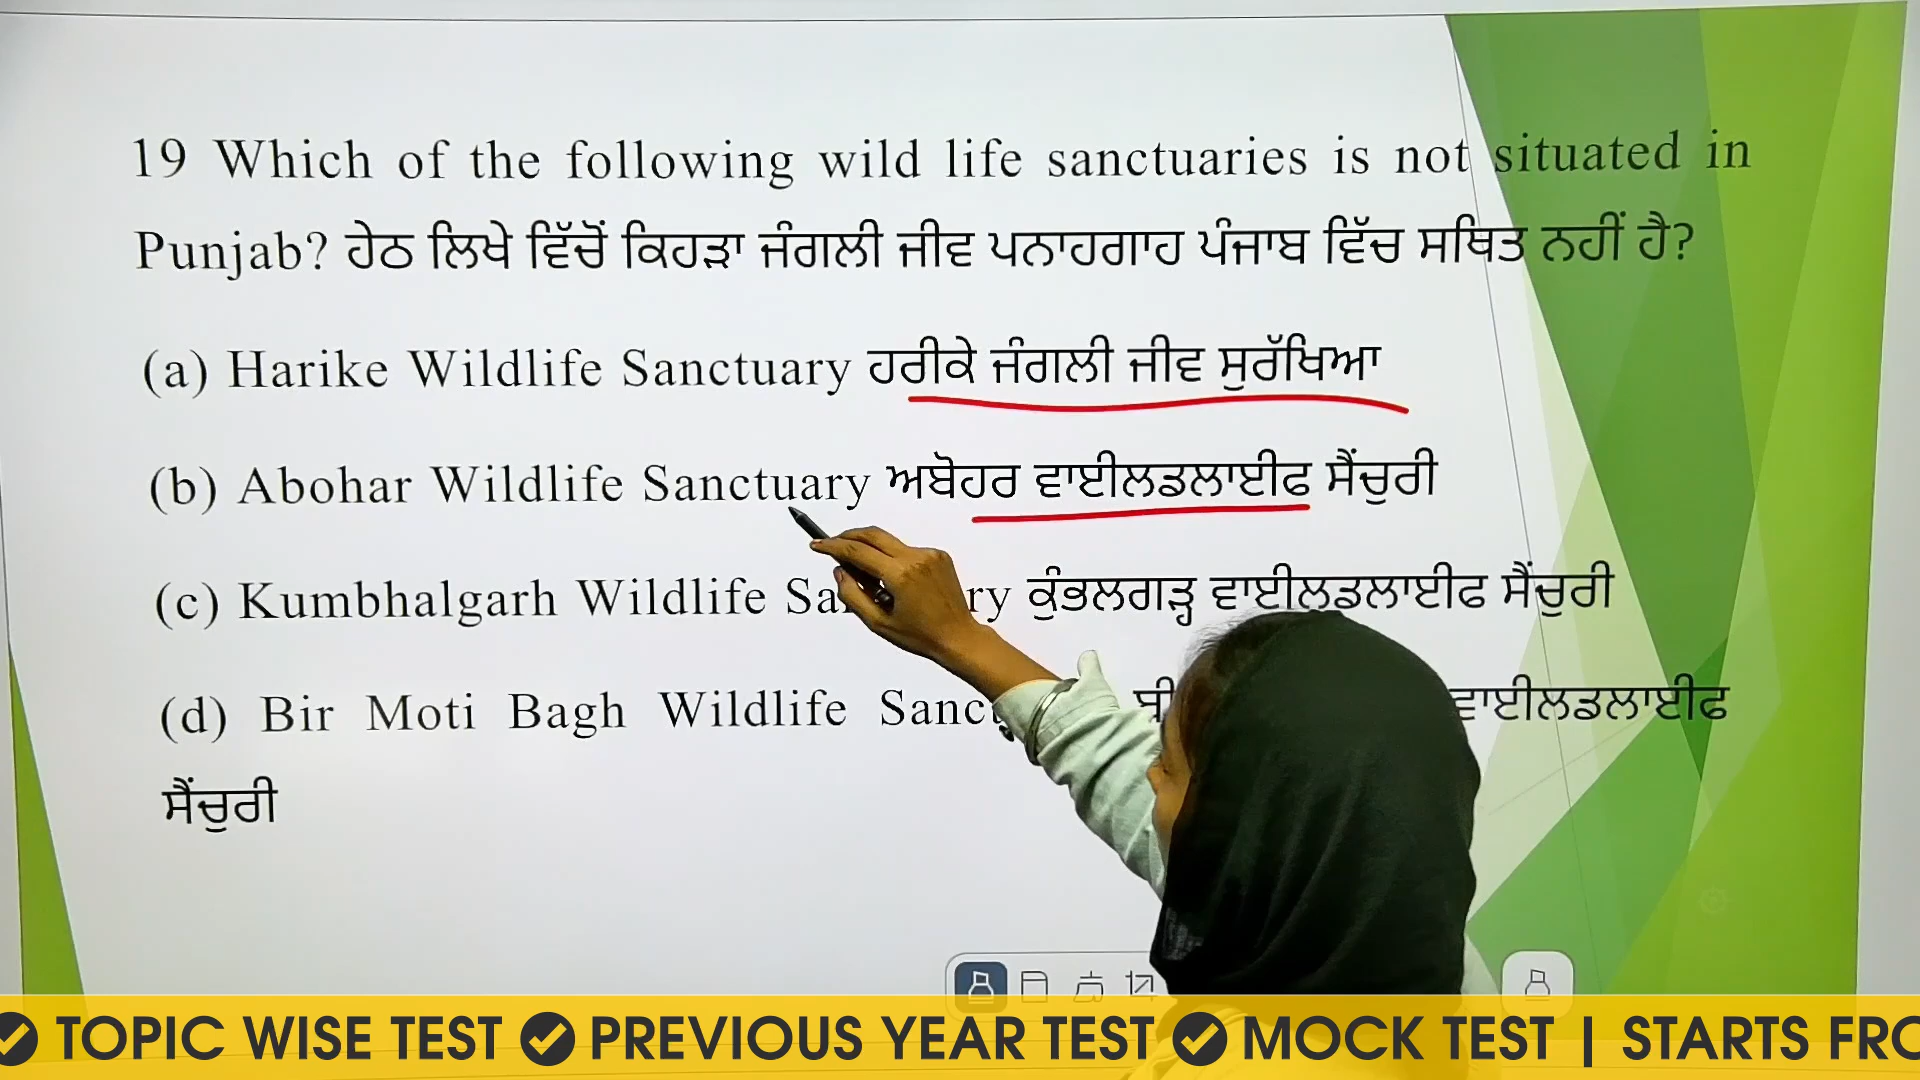 19 Which of the following wild life sanctuaries is not situated in
Punjab? ਹੇਠ ਲਿਖੇ ਵਿੱਚੋਂ ਕਿਹੜਾ ਜੰਗਲੀ ਜੀਵ ਪਨਾਹਗਾਹ ਪੰਜਾਬ ਵਿੱਚ ਸਥਿਤ ਨਹੀਂ ਹੈ?
(a) Harike Wildlife Sanctuary ਹਰੀਕੇ ਜੰਗਲੀ ਜੀਵ ਸੁਰੱਖਿਆ
(b) Abohar Wildlife Sanctuary ਅਬੋਹਰ ਵਾਈਲਡਲਾਈਫ ਸੈਂਚੁਰੀ
(c) Kumbhalgarh Wildlife ਕੁੰਭਲਗੜ੍ਹ ਵਾਈਲਡਲਾਈਫ ਸੈਂਚੁਰੀ
(d) Bir Moti Bagh Wildlife ਵਾਈਲਡਲਾਈਫ
ਸੈਂਚੁਰੀ
TOPIC WISE TEST PREVIOUS YEAR TEST MOCK TEST | STARTS FRO